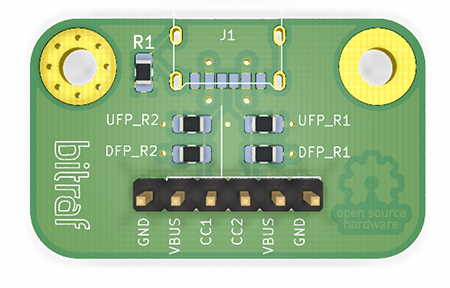 J1
R1
UFP_R2
UFP_R1
DFP_R2
DFP_R1
bitraf
open source
hardware
GND
VBUS
CC1
CC2
VBUS
GND